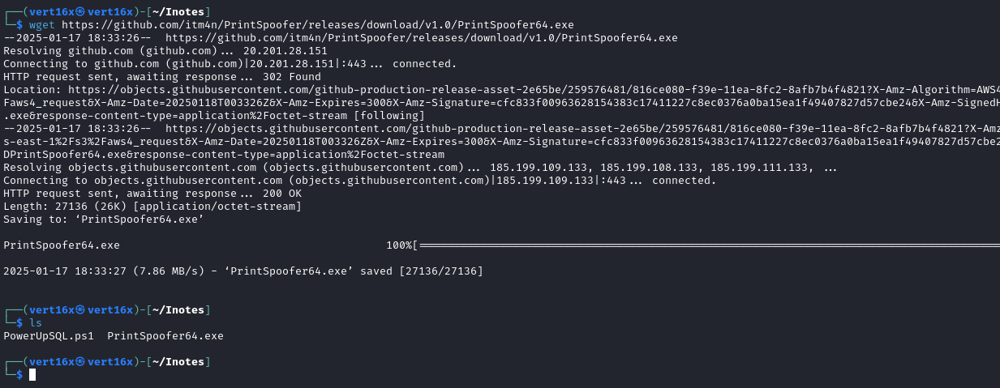 ┌──(vert16x㉿vert16x)-[~/Inotes]
└─$ wget https://github.com/itm4n/PrintSpoofer/releases/download/v1.0/PrintSpoofer64.exe
--2025-01-17 18:33:26--  https://github.com/itm4n/PrintSpoofer/releases/download/v1.0/PrintSpoofer64.exe
Resolving github.com (github.com)... 20.201.28.151
Connecting to github.com (github.com)|20.201.28.151|:443... connected.
HTTP request sent, awaiting response... 302 Found
Location: https://objects.githubusercontent.com/github-production-release-asset-2e65be/259576481/816ce080-f39e-11ea-8fc2-8afb7b4f4821?X-Amz-Algorithm=AWS4
Faws4_request&X-Amz-Date=20250118T003326Z&X-Amz-Expires=300&X-Amz-Signature=cfc833f00963628154383c17411227c8ec0376a0ba15ea1f49407827d57cbe24&X-Amz-SignedH
.exe&response-content-type=application%2Foctet-stream [following]
--2025-01-17 18:33:26--  https://objects.githubusercontent.com/github-production-release-asset-2e65be/259576481/816ce080-f39e-11ea-8fc2-8afb7b4f4821?X-Amz
s-east-1%2Fs3%2Faws4_request&X-Amz-Date=20250118T003326Z&X-Amz-Expires=300&X-Amz-Signature=cfc833f00963628154383c17411227c8ec0376a0ba15ea1f49407827d57cbe2
DPrintSpoofer64.exe&response-content-type=application%2Foctet-stream
Resolving objects.githubusercontent.com (objects.githubusercontent.com)... 185.199.109.133, 185.199.108.133, 185.199.111.133, ...
Connecting to objects.githubusercontent.com (objects.githubusercontent.com)|185.199.109.133|:443... connected.
HTTP request sent, awaiting response... 200 OK
Length: 27136 (26K) [application/octet-stream]
Saving to: ‘PrintSpoofer64.exe’
PrintSpoofer64.exe 100%[=====================
2025-01-17 18:33:27 (7.86 MB/s) - ‘PrintSpoofer64.exe’ saved [27136/27136]
┌──(vert16x㉿vert16x)-[~/Inotes]
└─$ ls
PowerUpSQL.ps1  PrintSpoofer64.exe
┌──(vert16x㉿vert16x)-[~/Inotes]
└─$